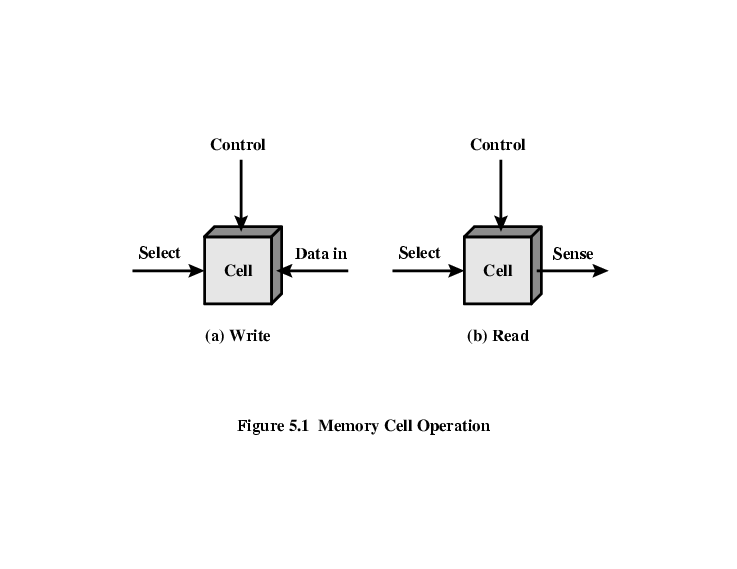 Control
Control
Select
Cell
Data in
Select
Cell
Sense
(a) Write
(b) Read
Figure 5.1  Memory Cell Operation